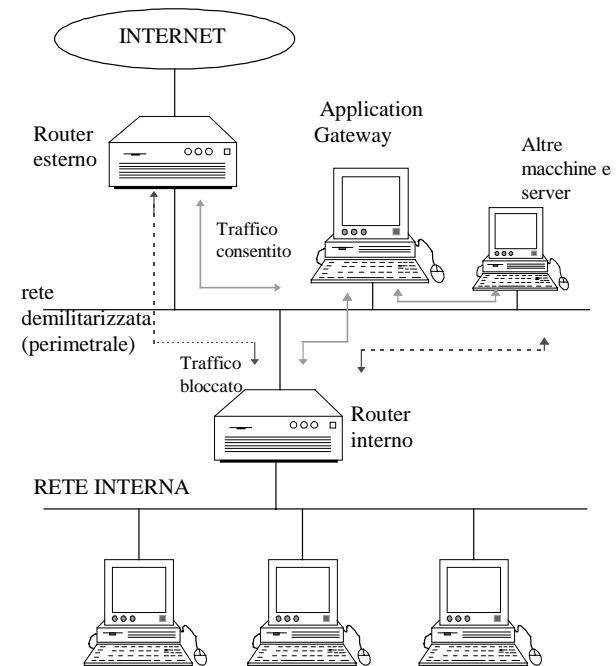 INTERNET
Router
esterno
Application
Gateway
Altre
macchine e
server
Traffico
consentito
rete
demilitarizzata
(perimetrale)
Traffico
bloccato
Router
interno
RETE INTERNA